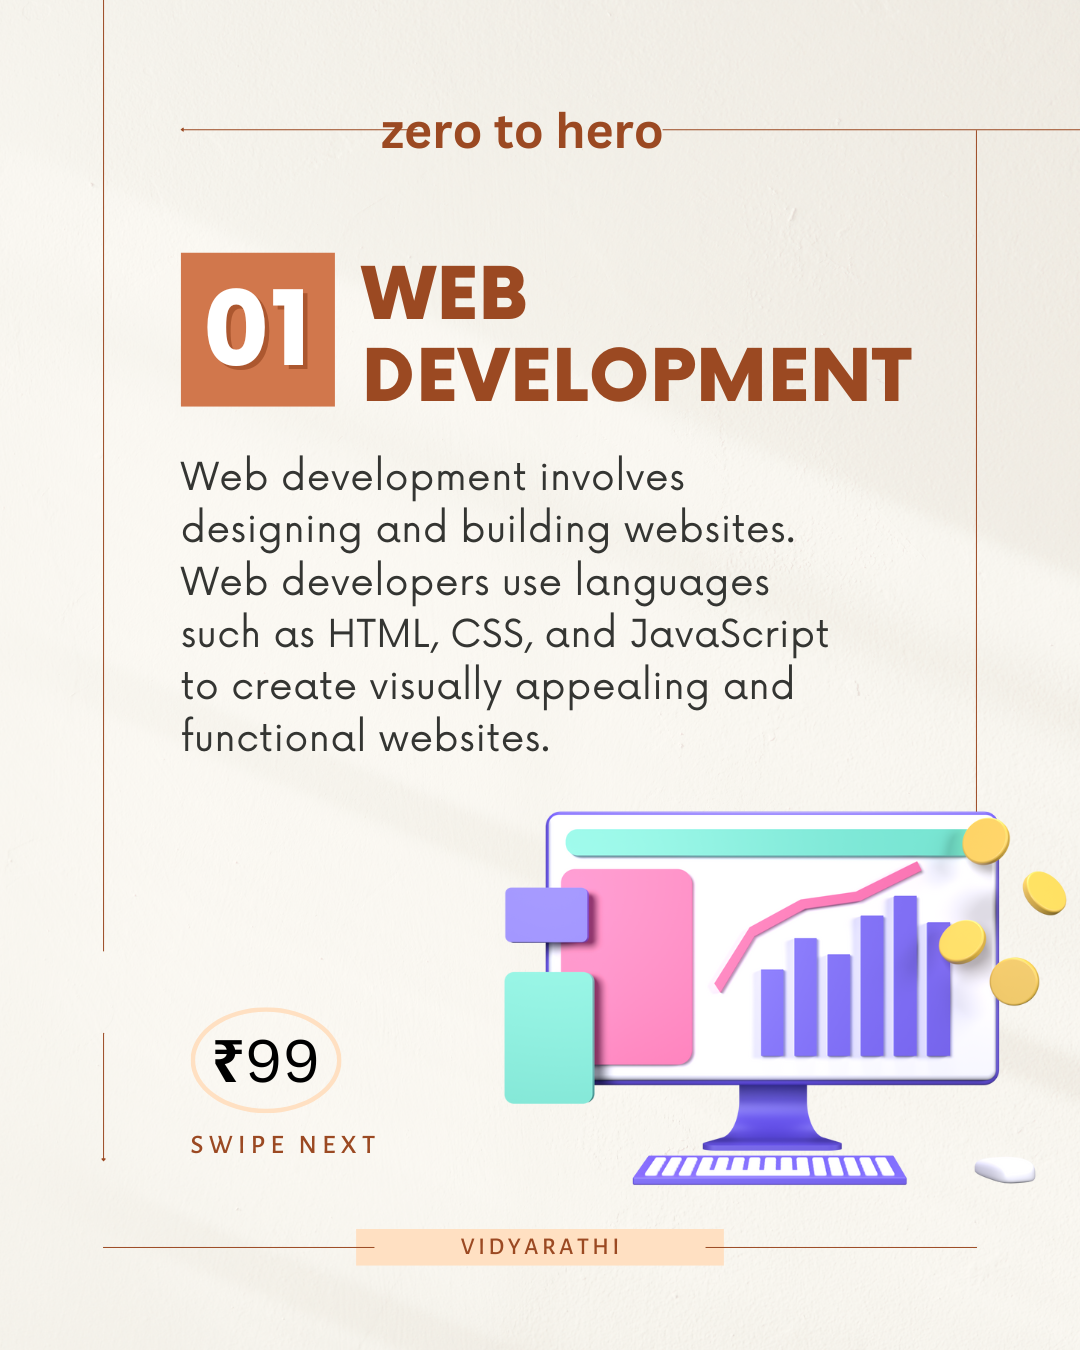 zero to hero
01
WEB
DEVELOPMENT
Web development involves
designing and building websites.
Web developers use languages
such as HTML, CSS, and JavaScript
to create visually appealing and
functional websites.
₹99
SWIPE NEXT
VIDYARATHI